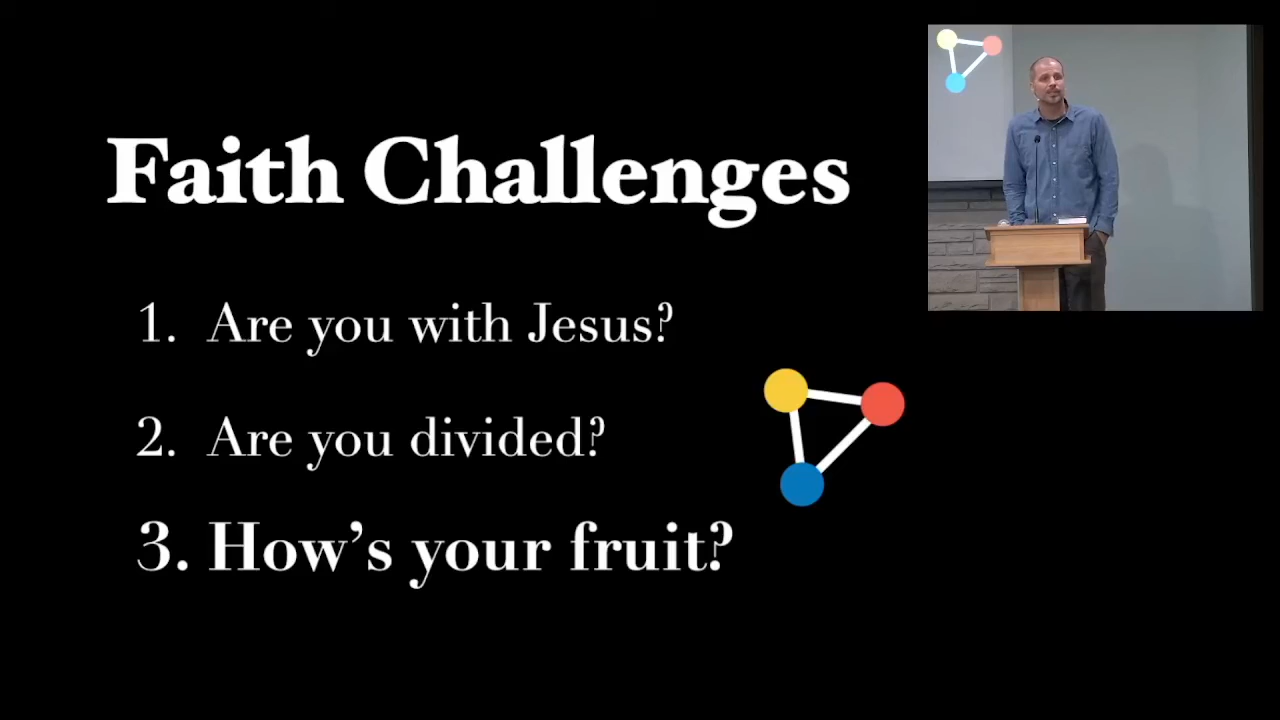 Faith Challenges
1. Are you with Jesus?
2. Are you divided?
3. How’s your fruit?